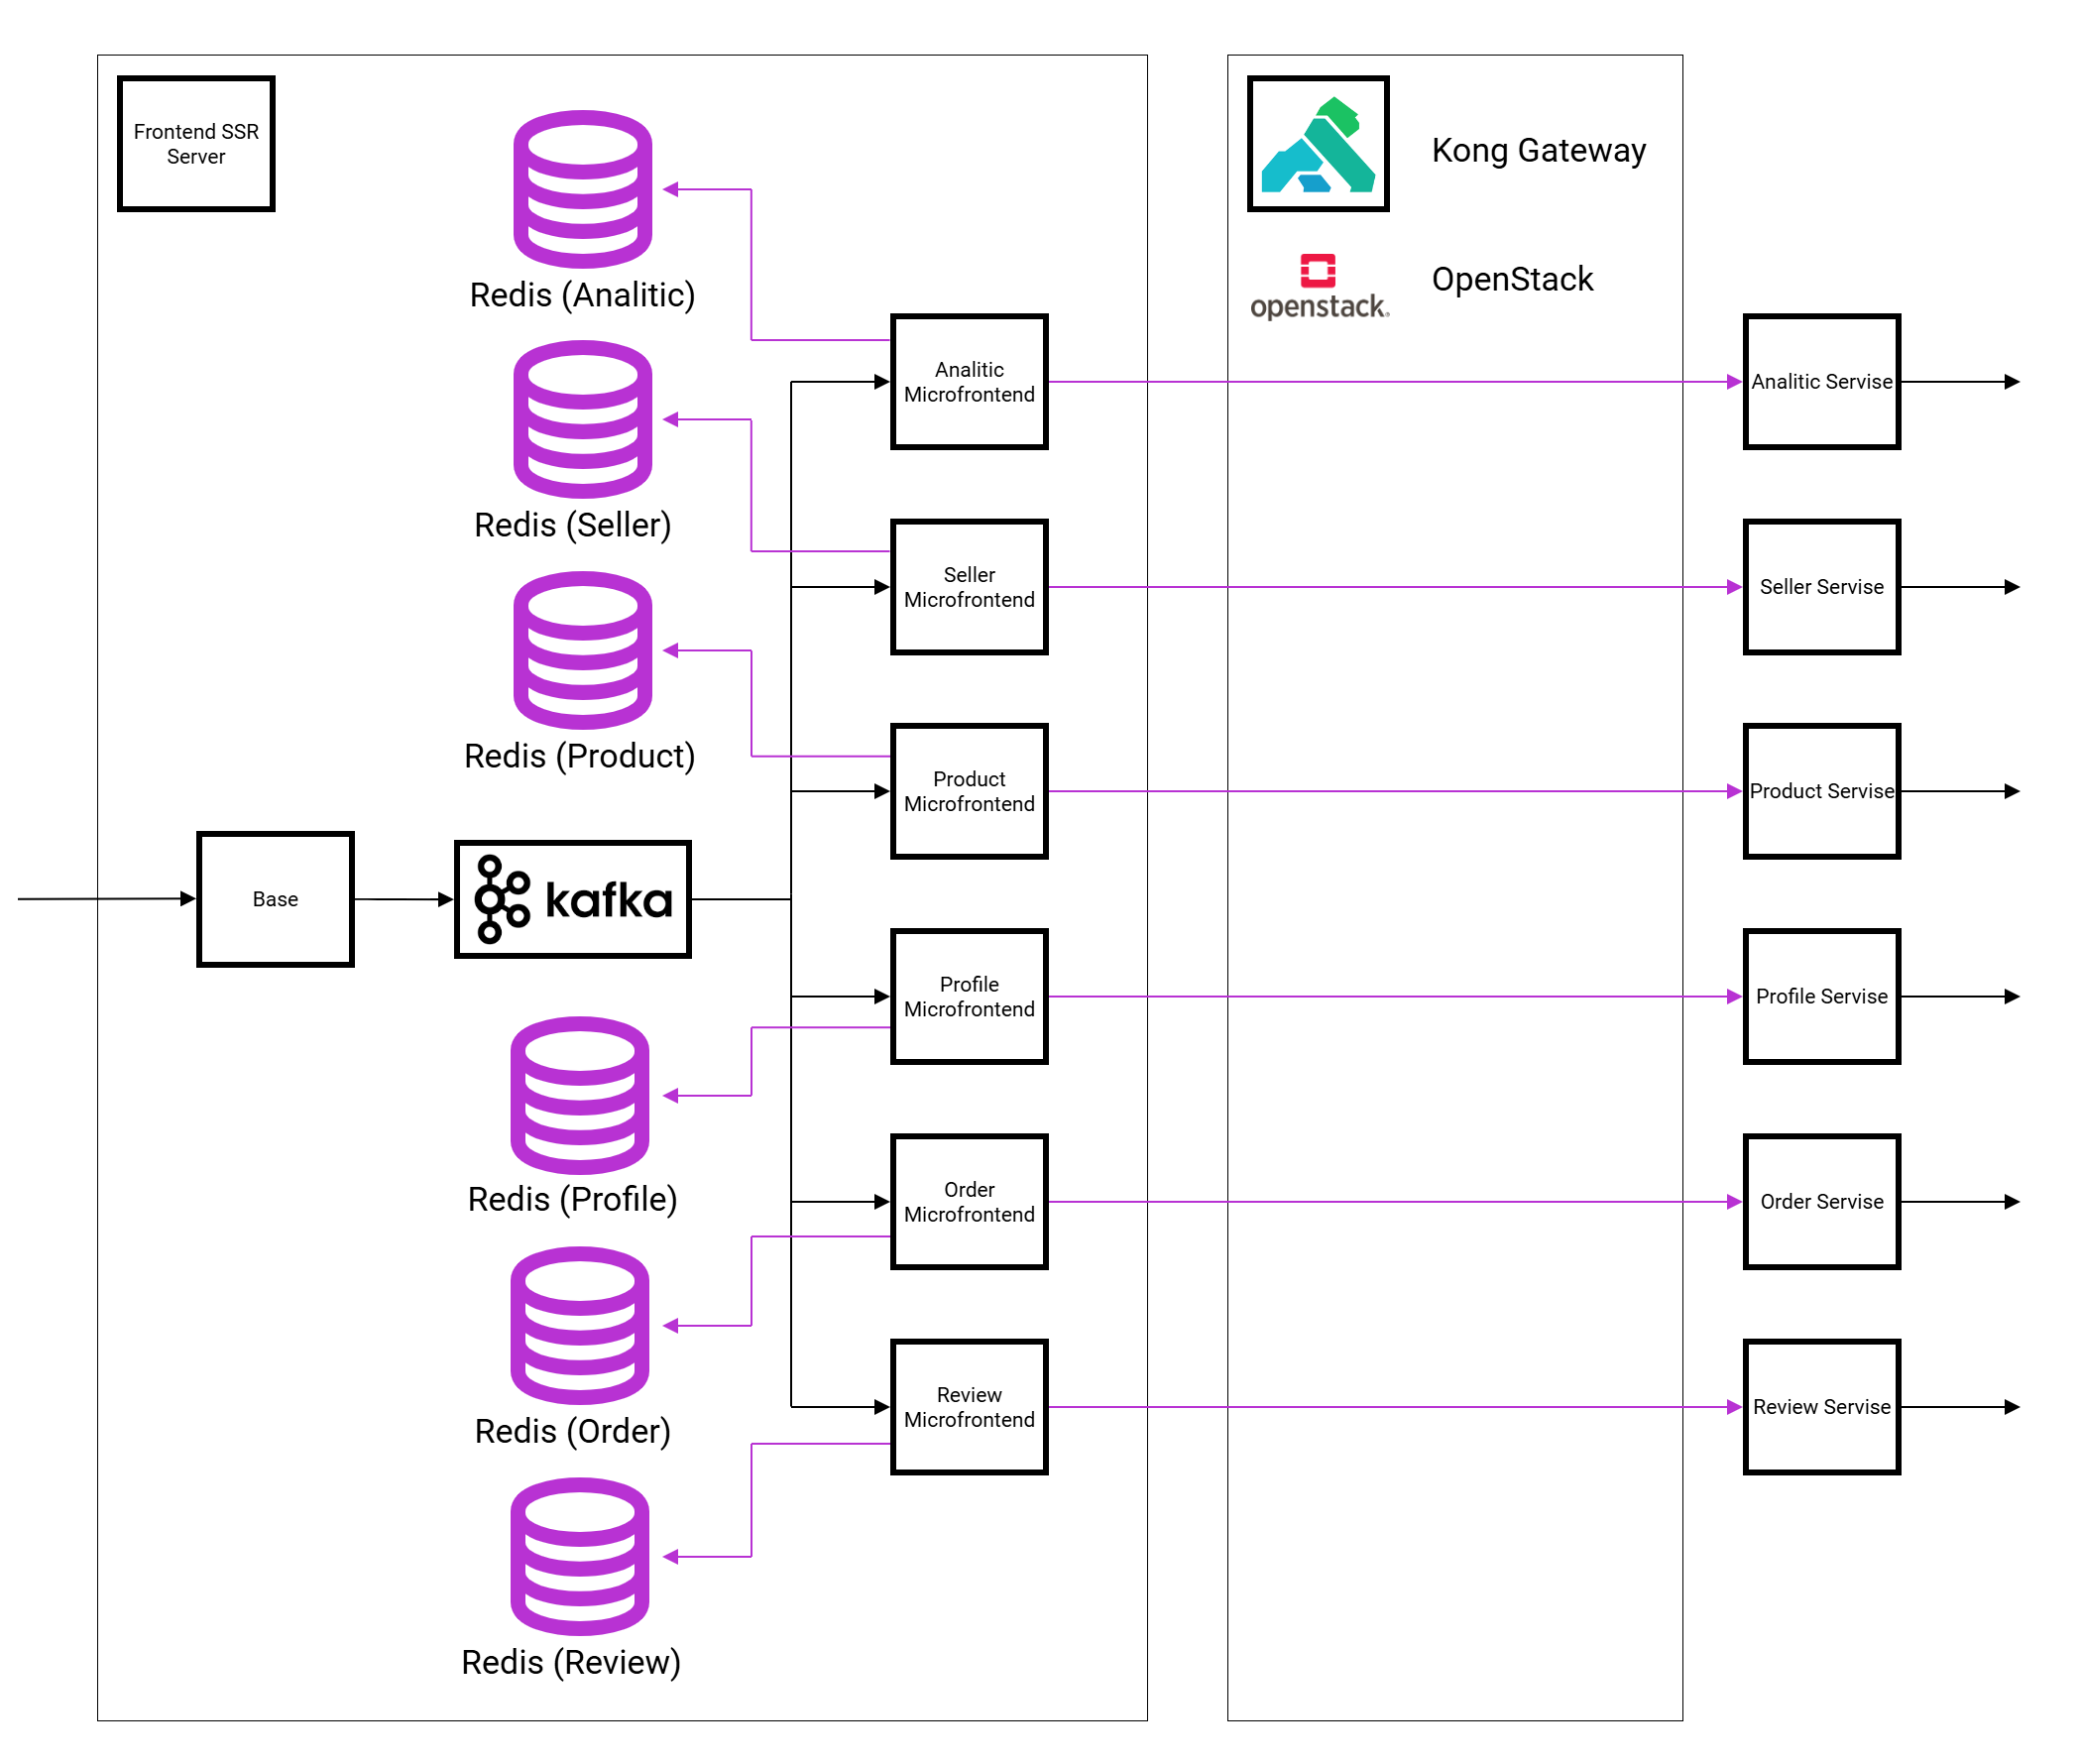 Frontend SSR
Server
Redis (Analitic)
Redis (Seller)
Redis (Product)
Base
kafka
Redis (Profile)
Redis (Order)
Redis (Review)
Analitic
Microfrontend
Seller
Microfrontend
Product
Microfrontend
Profile
Microfrontend
Order
Microfrontend
Review
Microfrontend
Kong Gateway
openstack®
OpenStack
Analitic Servise
Seller Servise
Product Servise
Profile Servise
Order Servise
Review Servise